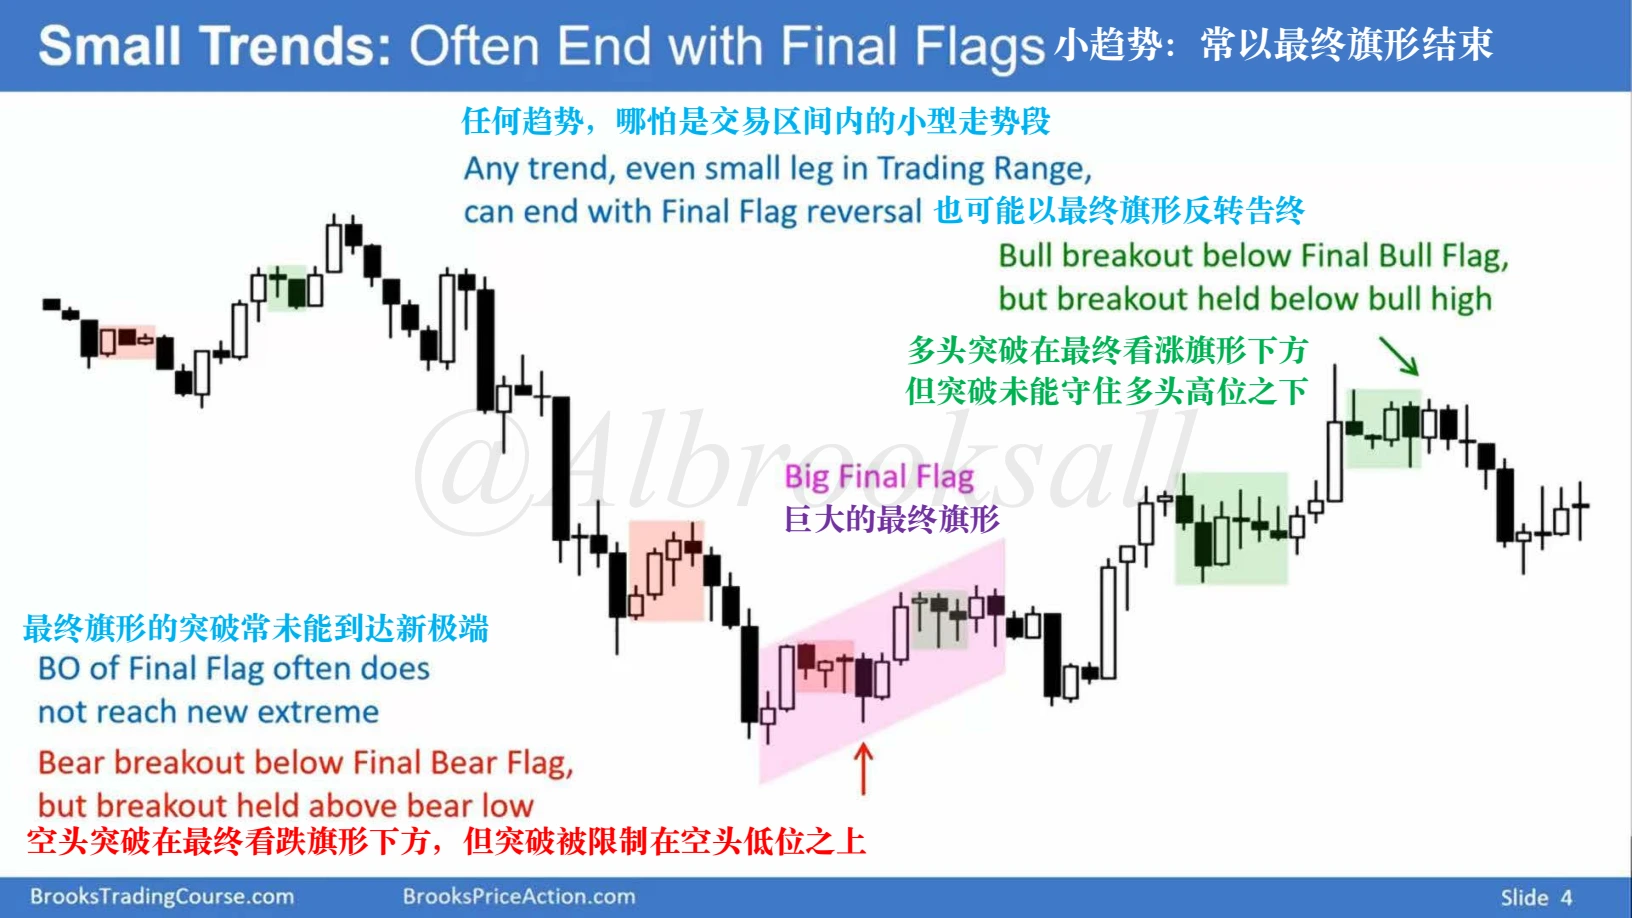 Small Trends: Often End with Final Flags 小趋势：常以最终旗形结束
任何趋势，哪怕是交易区间内的小型走势段
Any trend, even small leg in Trading Range,
can end with Final Flag reversal 也可能以最终旗形反转告终
Bull breakout below Final Bull Flag,
but breakout held below bull high
多头突破在最终看涨旗形下方
但突破未能守住多头高位之下
@Albrooksall
Big Final Flag
巨大的最终旗形
最终旗形的突破常未能到达新极端
BO of Final Flag often does
not reach new extreme
Bear breakout below Final Bear Flag,
but breakout held above bear low
空头突破在最终看跌旗形下方，但突破被限制在空头低位之上
BrooksTradingCourse.com BrooksPriceAction.com Slide 4